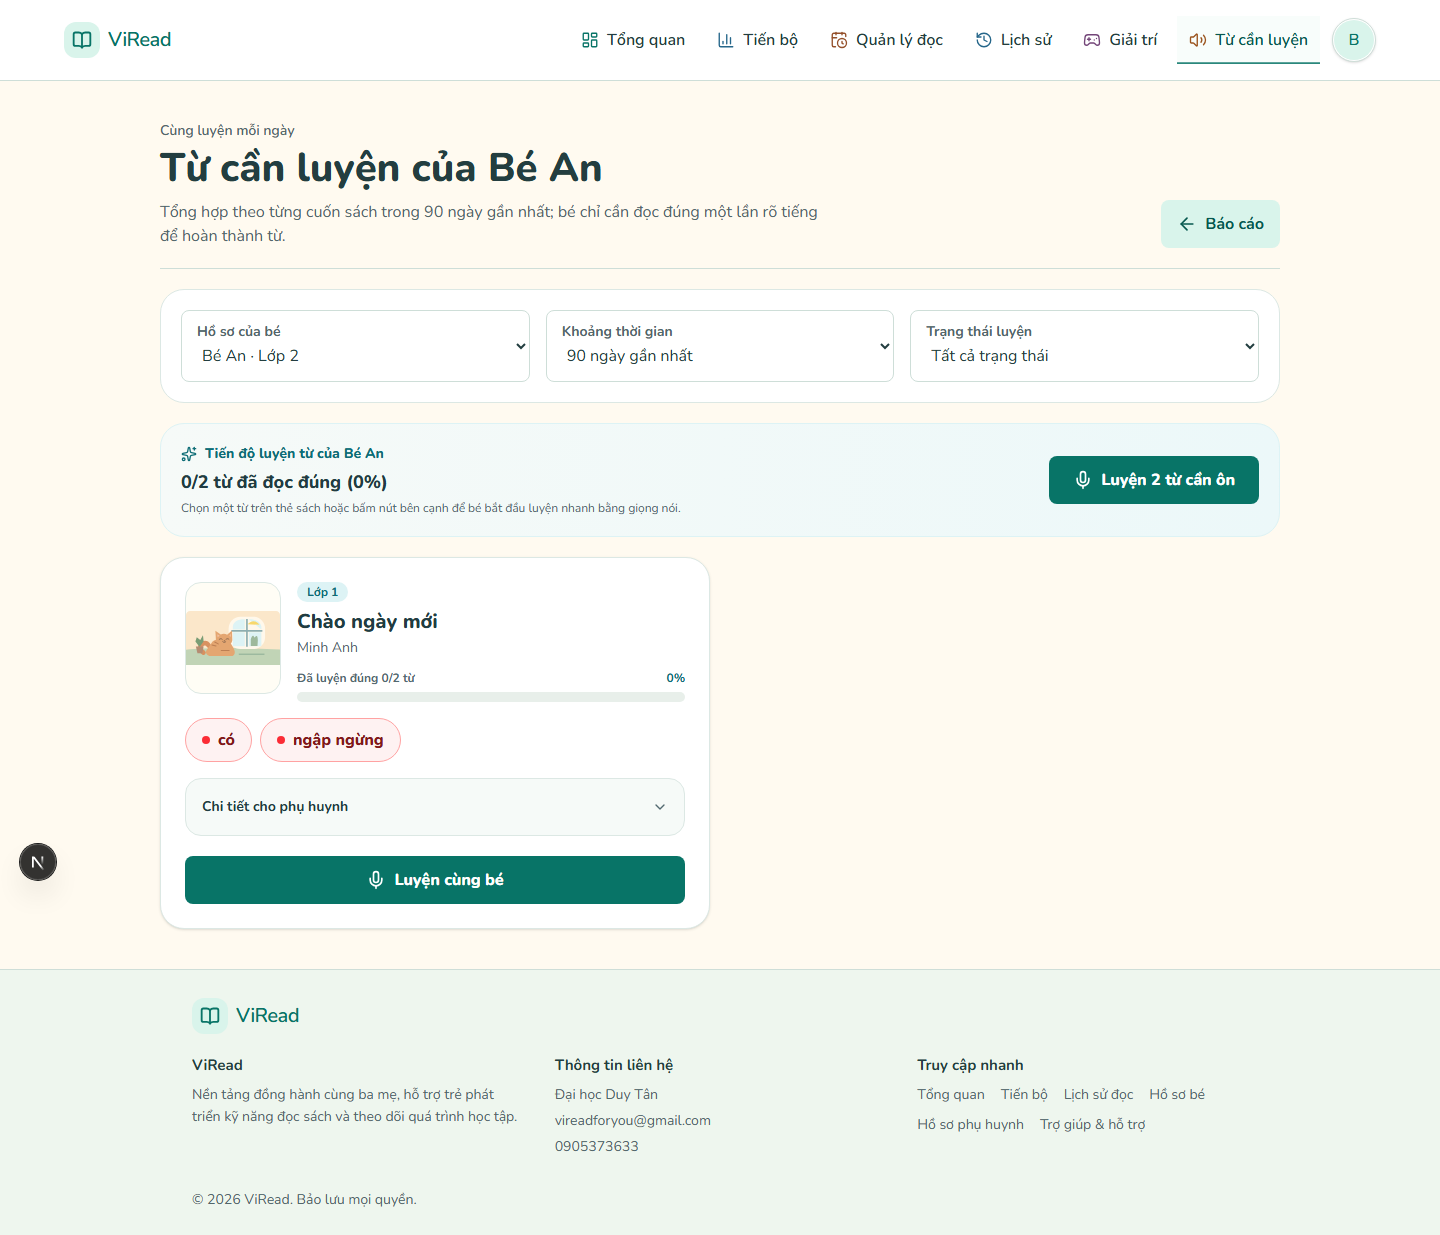 ViRead
Tổng quan
Tiến bộ
Quản lý đọc
Lịch sử
Giải trí
Từ cần luyện
B
Cùng luyện mỗi ngày
Từ cần luyện của Bé An
Tổng hợp theo từng cuốn sách trong 90 ngày gần nhất; bé chỉ cần đọc đúng một lần rõ tiếng
để hoàn thành từ.
Báo cáo
Hồ sơ của bé
Bé An · Lớp 2
Khoảng thời gian
90 ngày gần nhất
Trạng thái luyện
Tất cả trạng thái
Tiến độ luyện từ của Bé An
0/2 từ đã đọc đúng (0%)
Chọn một từ trên thẻ sách hoặc bấm nút bên cạnh để bé bắt đầu luyện nhanh bằng giọng nói.
Luyện 2 từ cần ôn
Lớp 1
Chào ngày mới
Minh Anh
Đã luyện đúng 0/2 từ
0%
có
ngập ngừng
Chi tiết cho phụ huynh
Luyện cùng bé
N
ViRead
ViRead
Nền tảng đồng hành cùng ba mẹ, hỗ trợ trẻ phát
triển kỹ năng đọc sách và theo dõi quá trình học tập.
Thông tin liên hệ
Đại học Duy Tân
vireadforyou@gmail.com
0905373633
Truy cập nhanh
Tổng quan
Tiến bộ
Lịch sử đọc
Hồ sơ bé
Hồ sơ phụ huynh
Trợ giúp & hỗ trợ
© 2026 ViRead. Bảo lưu mọi quyền.